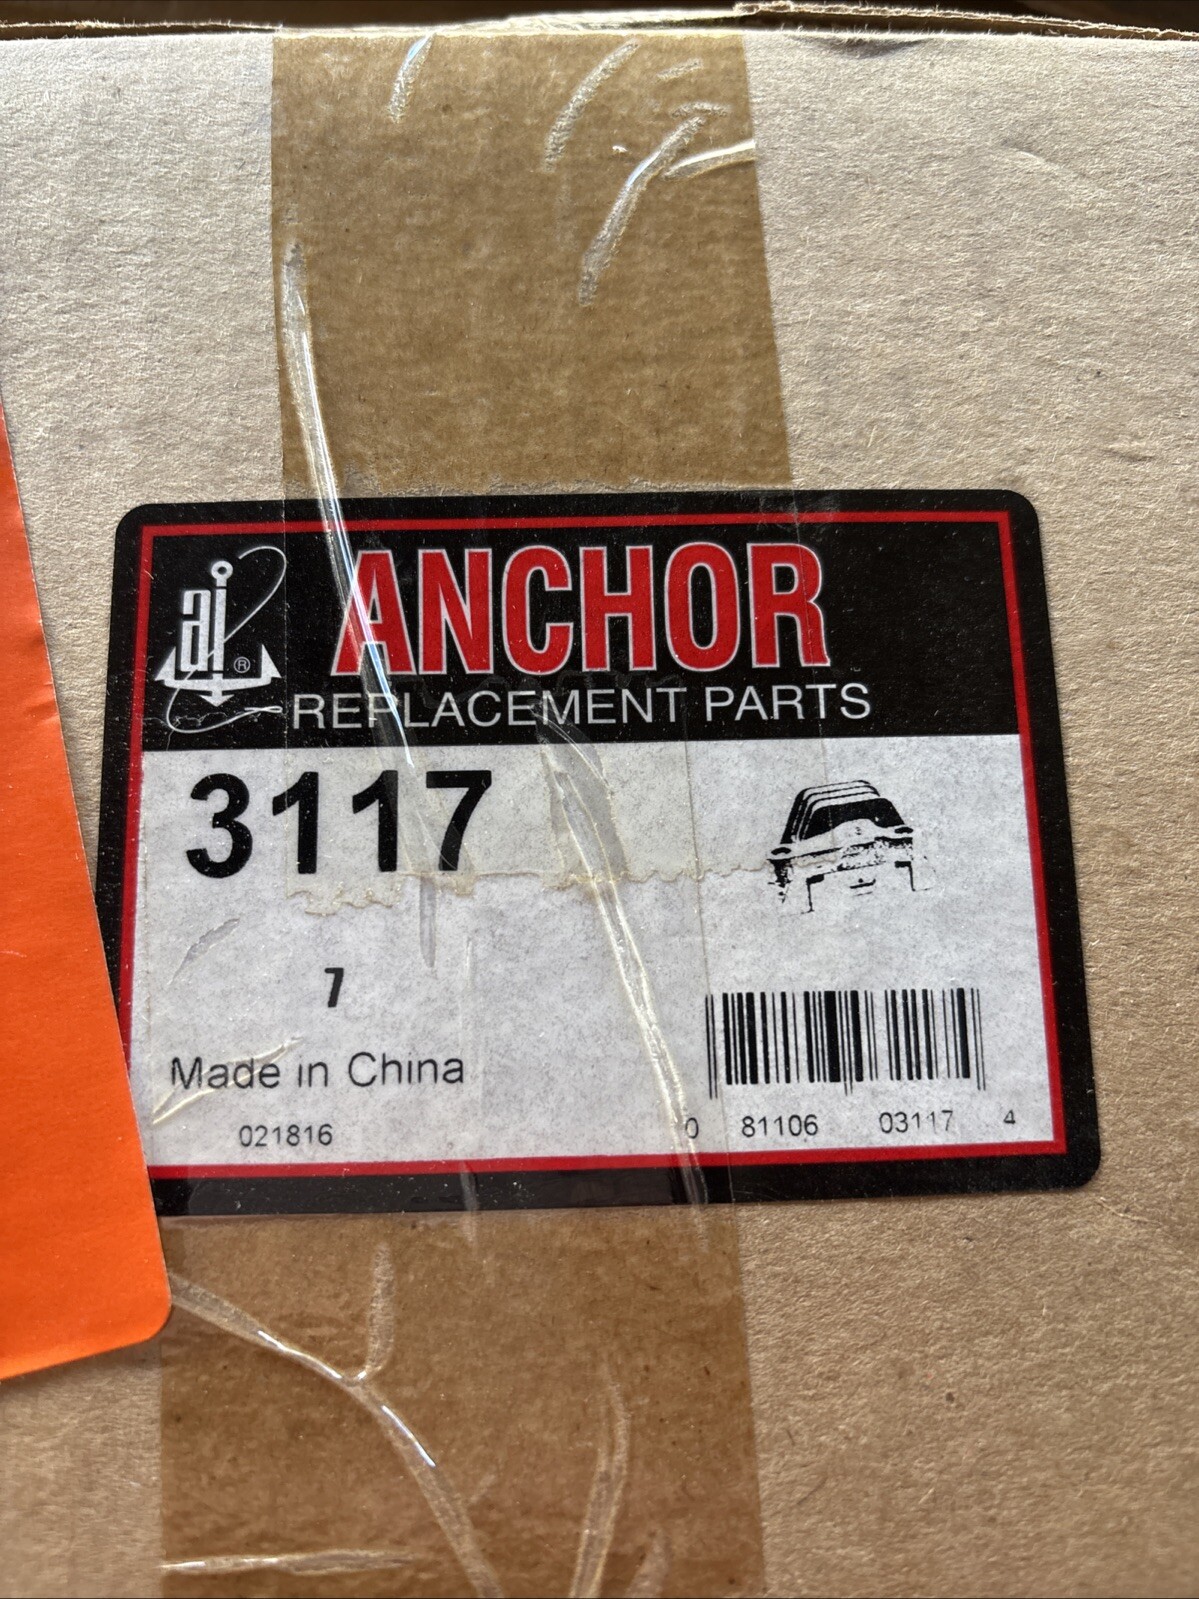 ai ®
ANCHOR
REPLACEMENT PARTS
3117
7
Made in China
021816
0 81106 03117 4